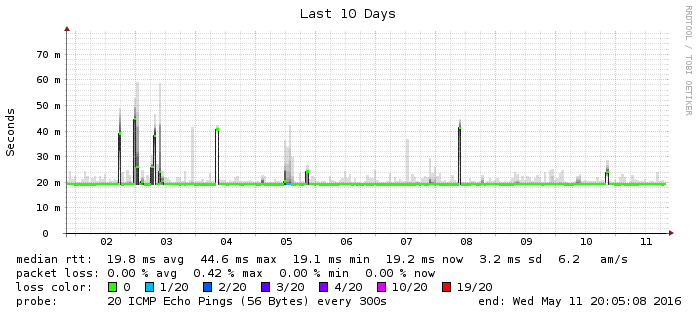 Last 10 Days
RRDTOOL / TOBI OETIKER
Seconds
70 m
60 m
50 m
40 m
30 m
20 m
10 m
0
02 03 04 05 06 07 08 09 10 11
median rtt: 19.8 ms avg 44.6 ms max 19.1 ms min 19.2 ms now 3.2 ms sd 6.2 am/s
packet loss: 0.00 % avg 0.42 % max 0.00 % min 0.00 % now
loss color: 0 1/20 2/20 3/20 4/20 10/20 19/20
probe: 20 ICMP Echo Pings (56 Bytes) every 300s end: Wed May 11 20:05:08 2016